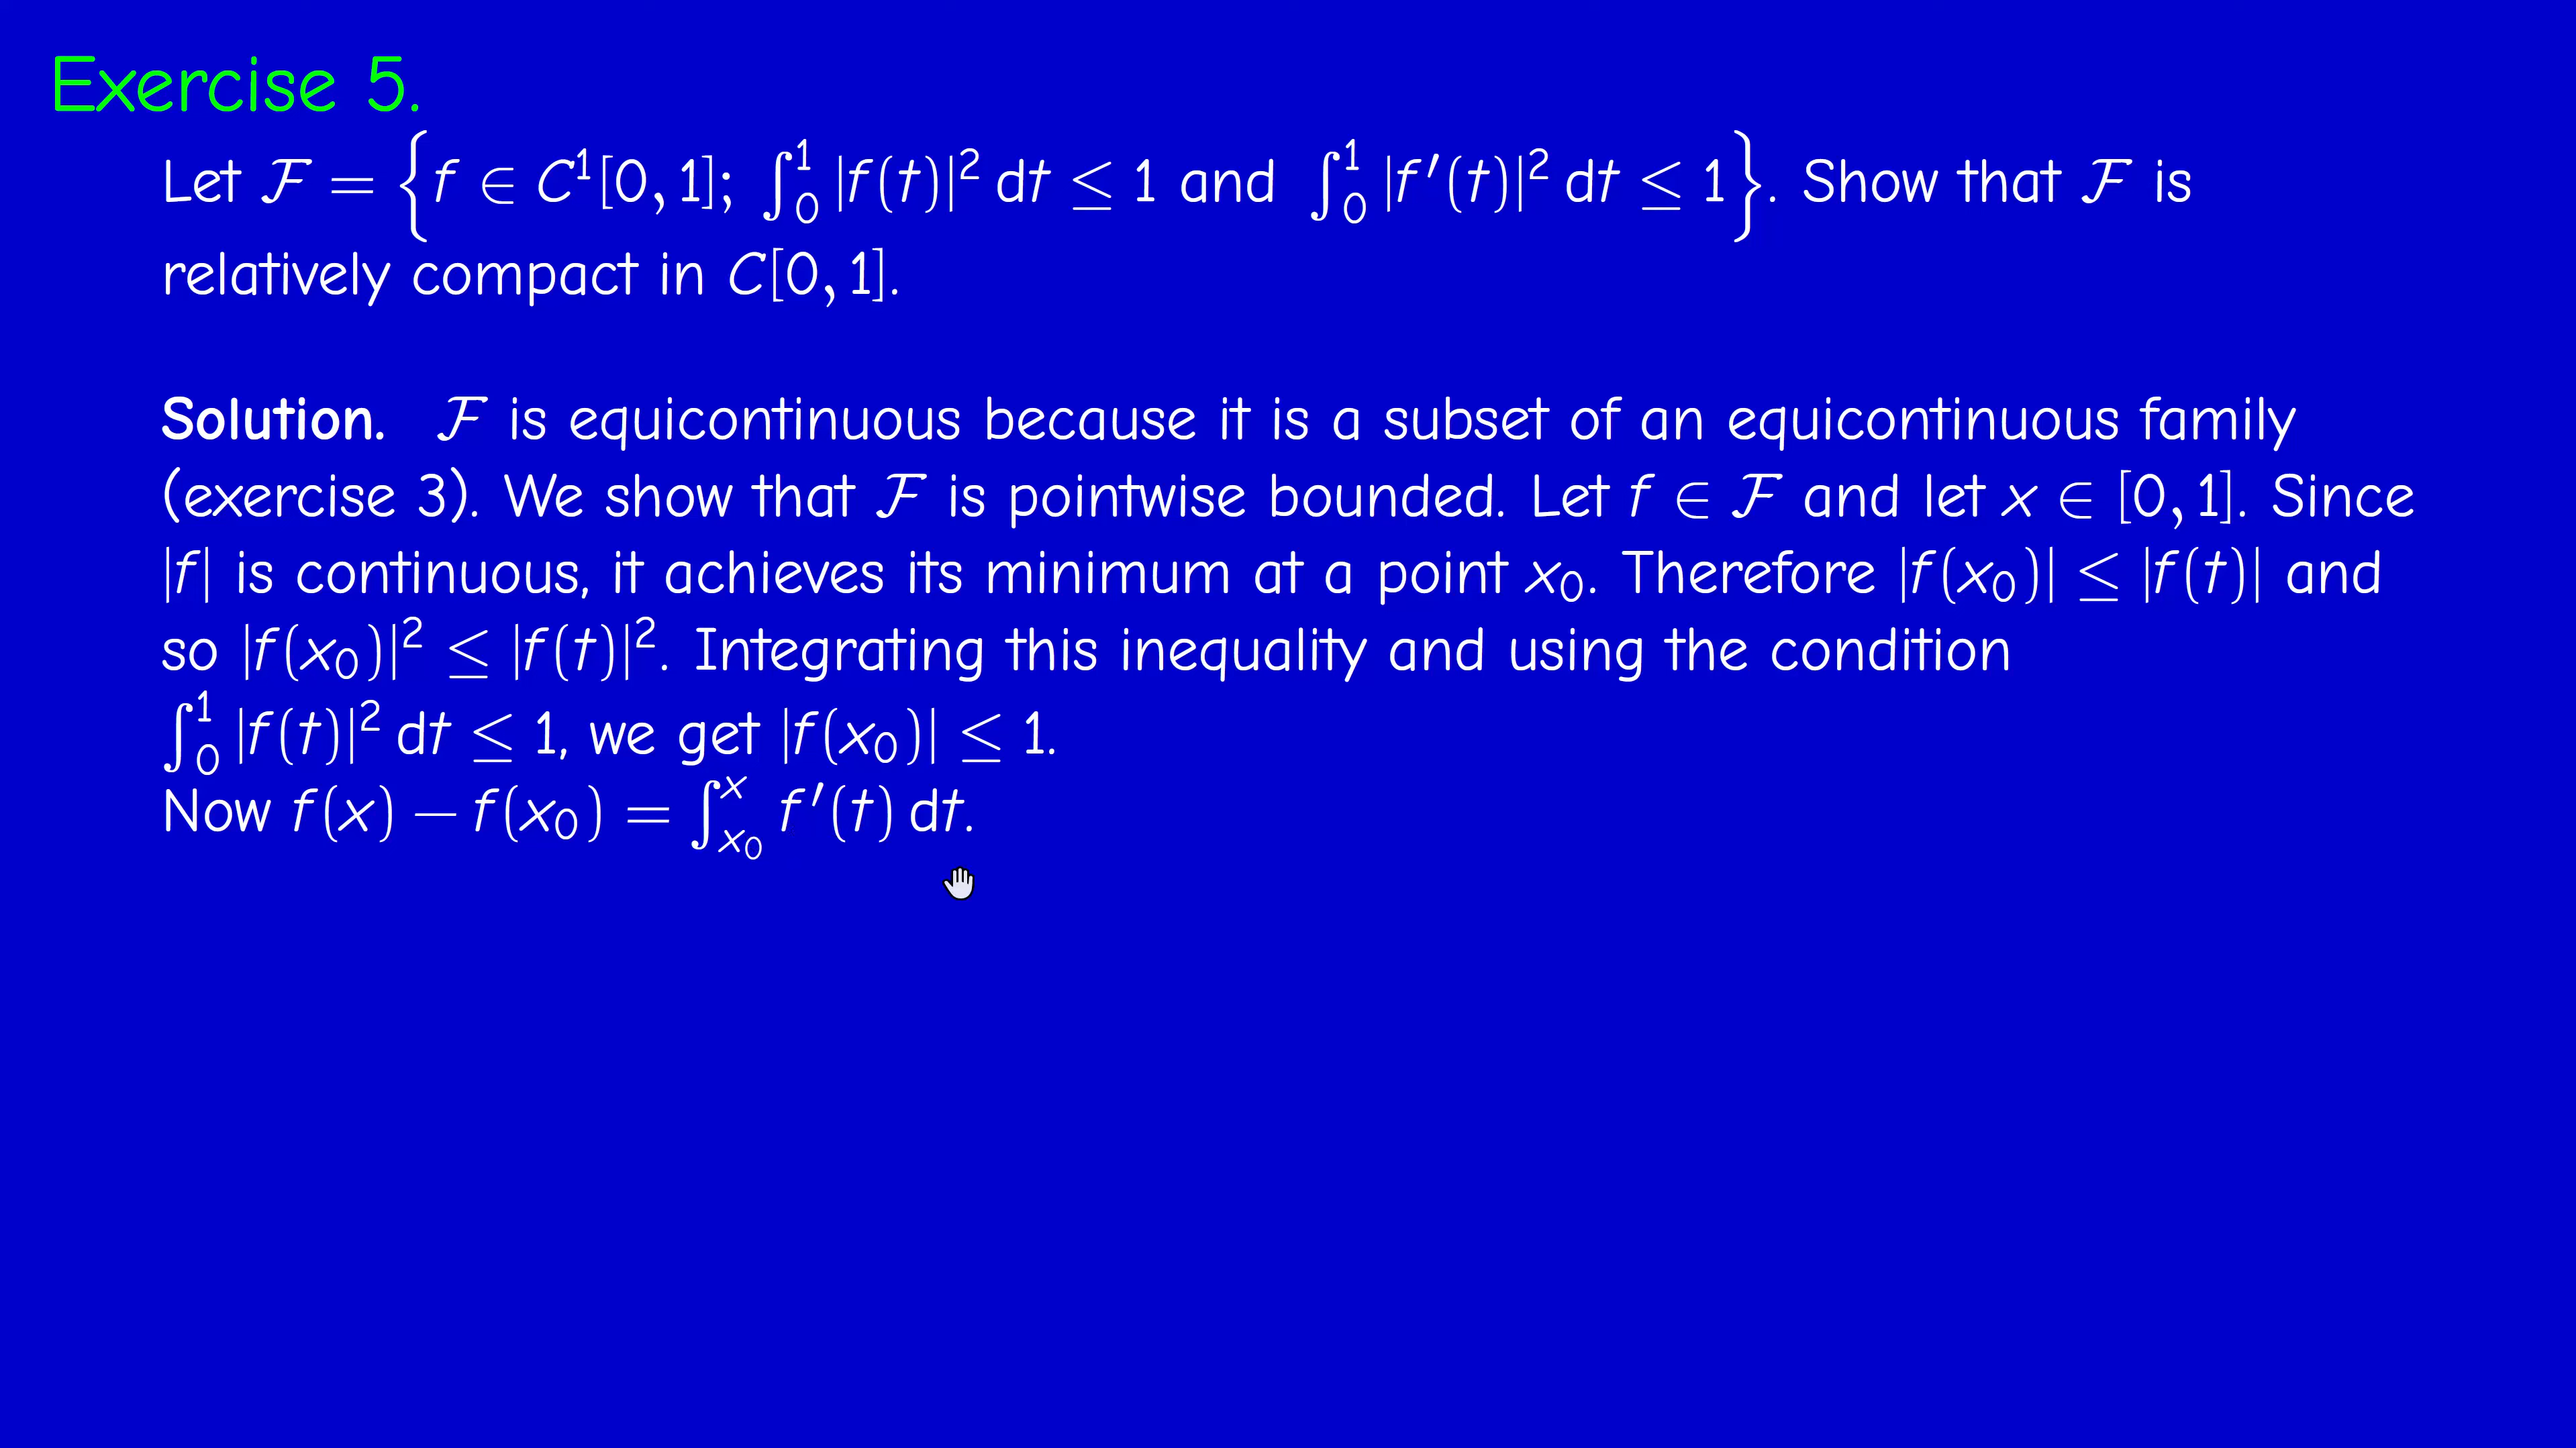 Exercise 5.
Let ℱ = {f ∈ C¹[0, 1]; ∫₀¹ |f(t)|² dt ≤ 1 and ∫₀¹ |f′(t)|² dt ≤ 1}. Show that ℱ is
relatively compact in C[0, 1].
Solution. ℱ is equicontinuous because it is a subset of an equicontinuous family
(exercise 3). We show that ℱ is pointwise bounded. Let f ∈ ℱ and let x ∈ [0, 1]. Since
|f| is continuous, it achieves its minimum at a point x₀. Therefore |f(x₀)| ≤ |f(t)| and
so |f(x₀)|² ≤ |f(t)|². Integrating this inequality and using the condition
∫₀¹ |f(t)|² dt ≤ 1, we get |f(x₀)| ≤ 1.
Now f(x) − f(x₀) = ∫_{x₀}^{x} f′(t) dt.